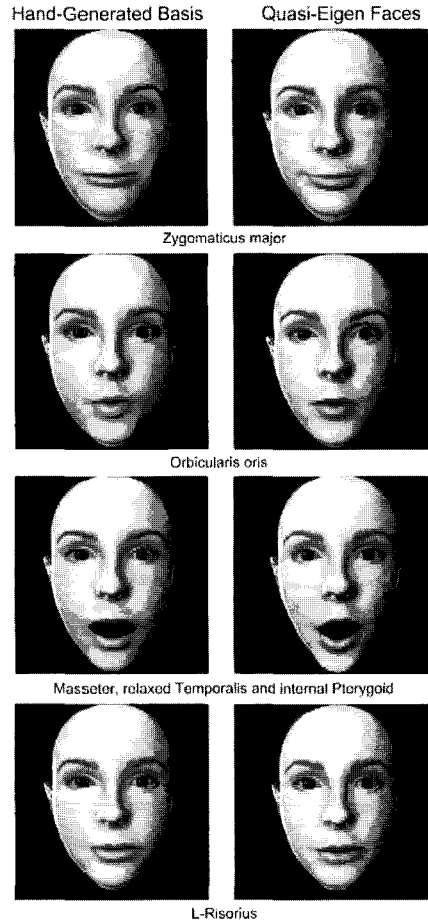 Hand-Generated Basis Quasi-Eigen Faces
Zygomaticus major
Orbicularis oris
Masseter, relaxed Temporalis and internal Pterygoid
L-Risorius